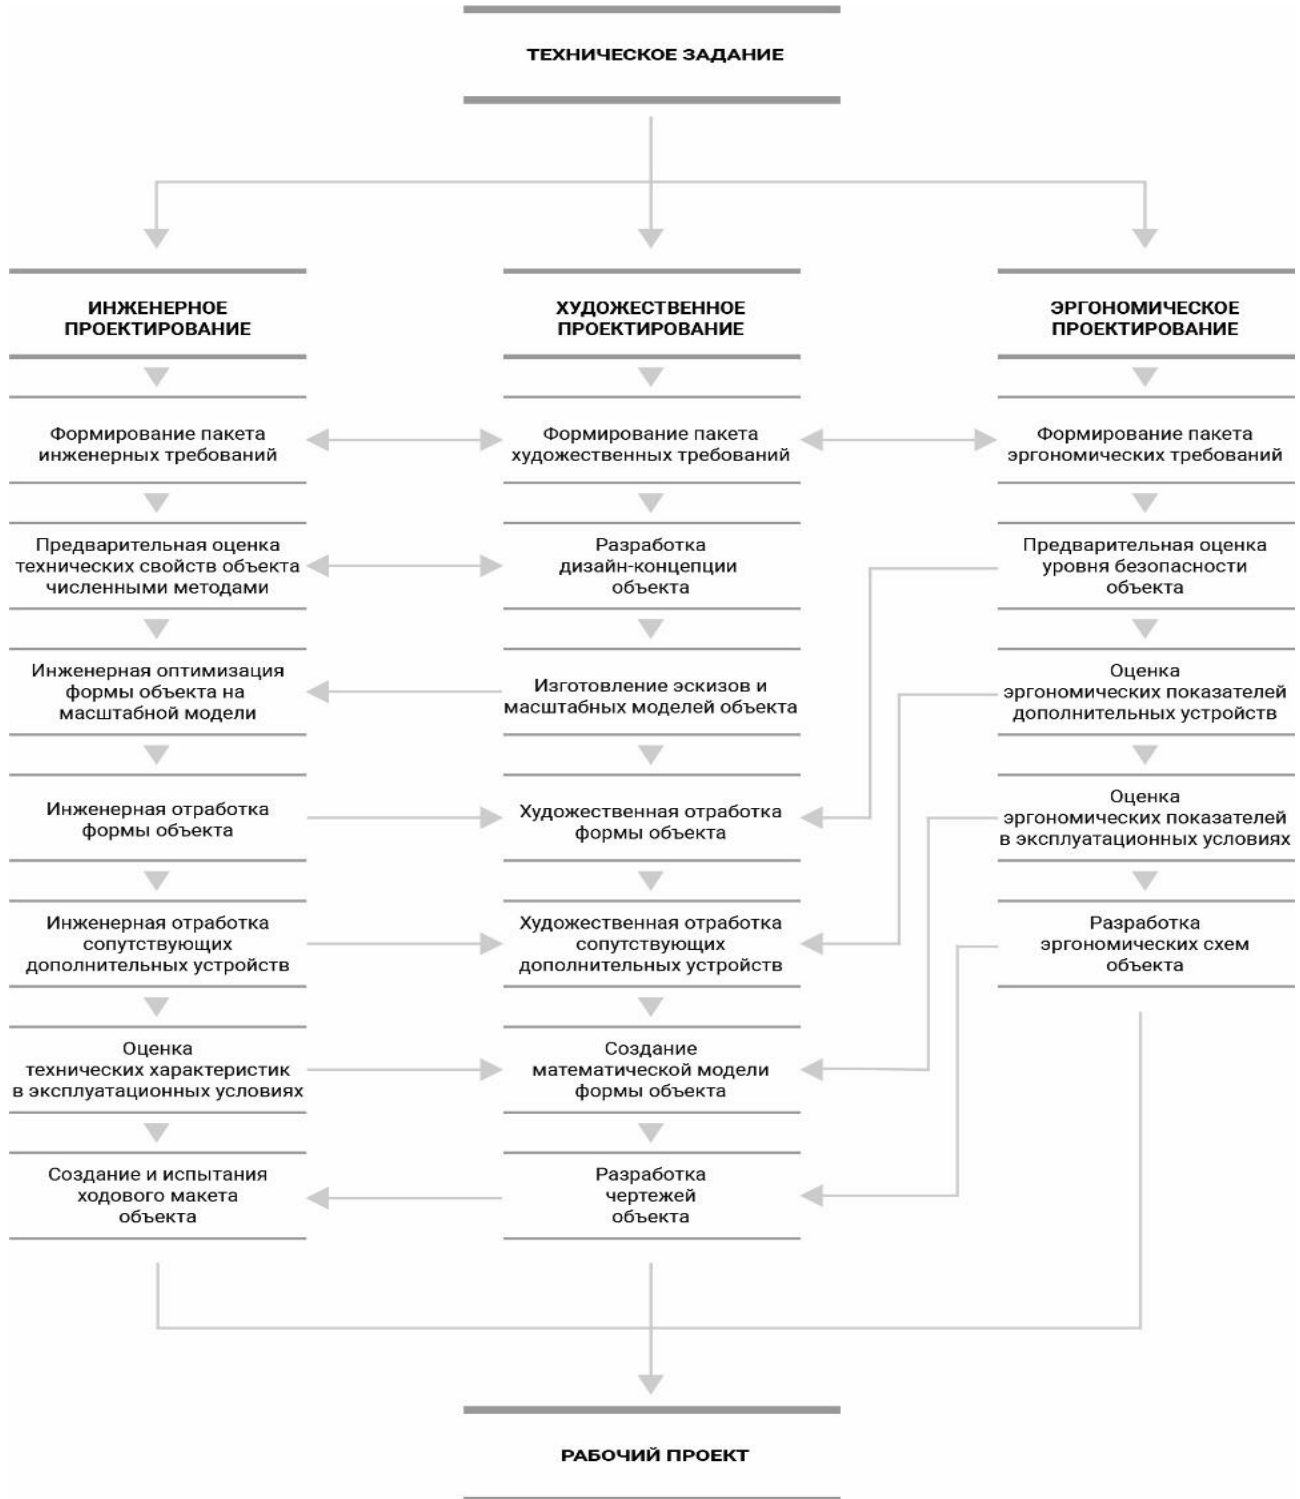 ТЕХНИЧЕСКОЕ ЗАДАНИЕ
ИНЖЕНЕРНОЕ
ПРОЕКТИРОВАНИЕ
ХУДОЖЕСТВЕННОЕ
ПРОЕКТИРОВАНИЕ
ЭРГОНОМИЧЕСКОЕ
ПРОЕКТИРОВАНИЕ
Формирование пакета
инженерных требований
Формирование пакета
художественных требований
Формирование пакета
эргономических требований
Предварительная оценка
технических свойств объекта
численными методами
Разработка
дизайн-концепции
объекта
Предварительная оценка
уровня безопасности
объекта
Инженерная оптимизация
формы объекта на
масштабной модели
Изготовление эскизов и
масштабных моделей объекта
Оценка
эргономических показателей
дополнительных устройств
Инженерная отработка
формы объекта
Художественная отработка
формы объекта
Оценка
эргономических показателей
в эксплуатационных условиях
Инженерная отработка
сопутствующих
дополнительных устройств
Художественная отработка
сопутствующих
дополнительных устройств
Разработка
эргономических схем
объекта
Оценка
технических характеристик
в эксплуатационных условиях
Создание
математической модели
формы объекта
Создание и испытания
ходового макета
объекта
Разработка
чертежей
объекта
РАБОЧИЙ ПРОЕКТ